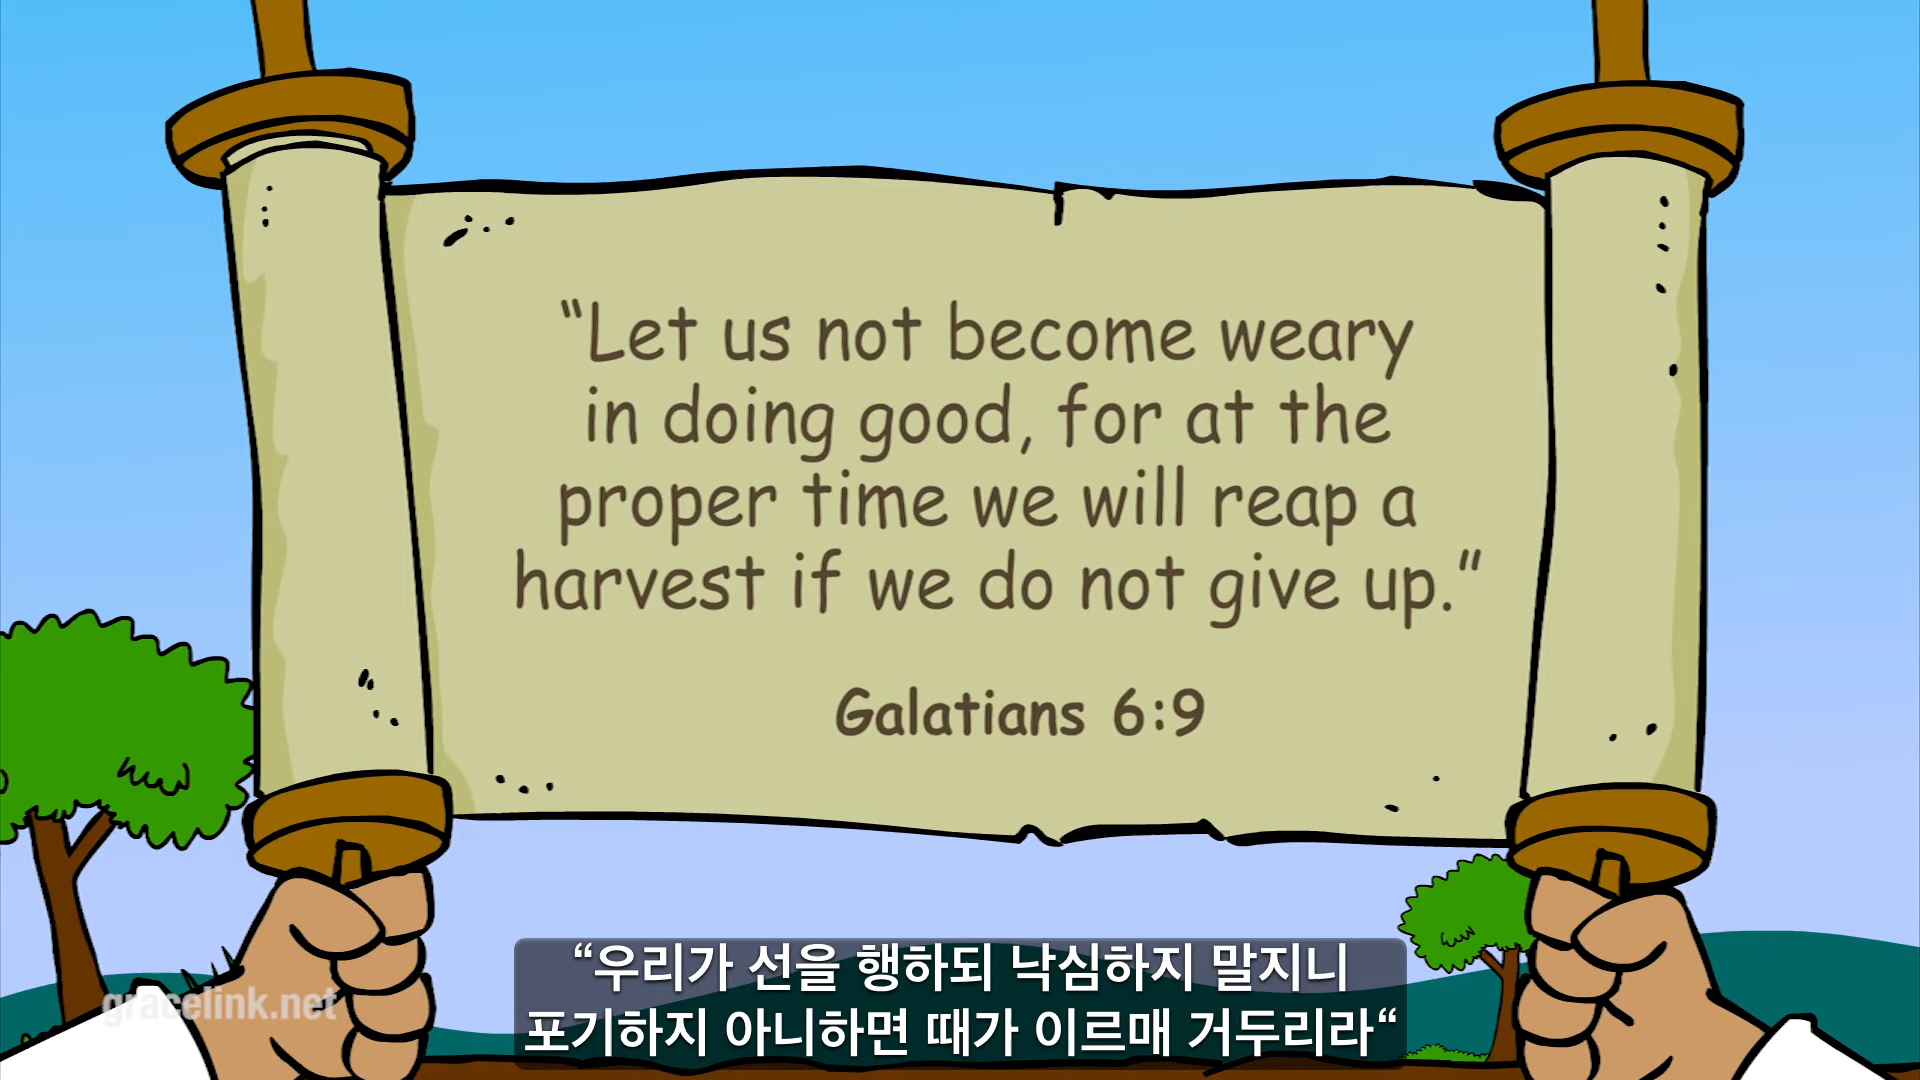 “Let us not become weary
in doing good, for at the
proper time we will reap a
harvest if we do not give up.”
Galatians 6:9
gracelink.net
“우리가 선을 행하되 낙심하지 말지니
포기하지 아니하면 때가 이르매 거두리라“